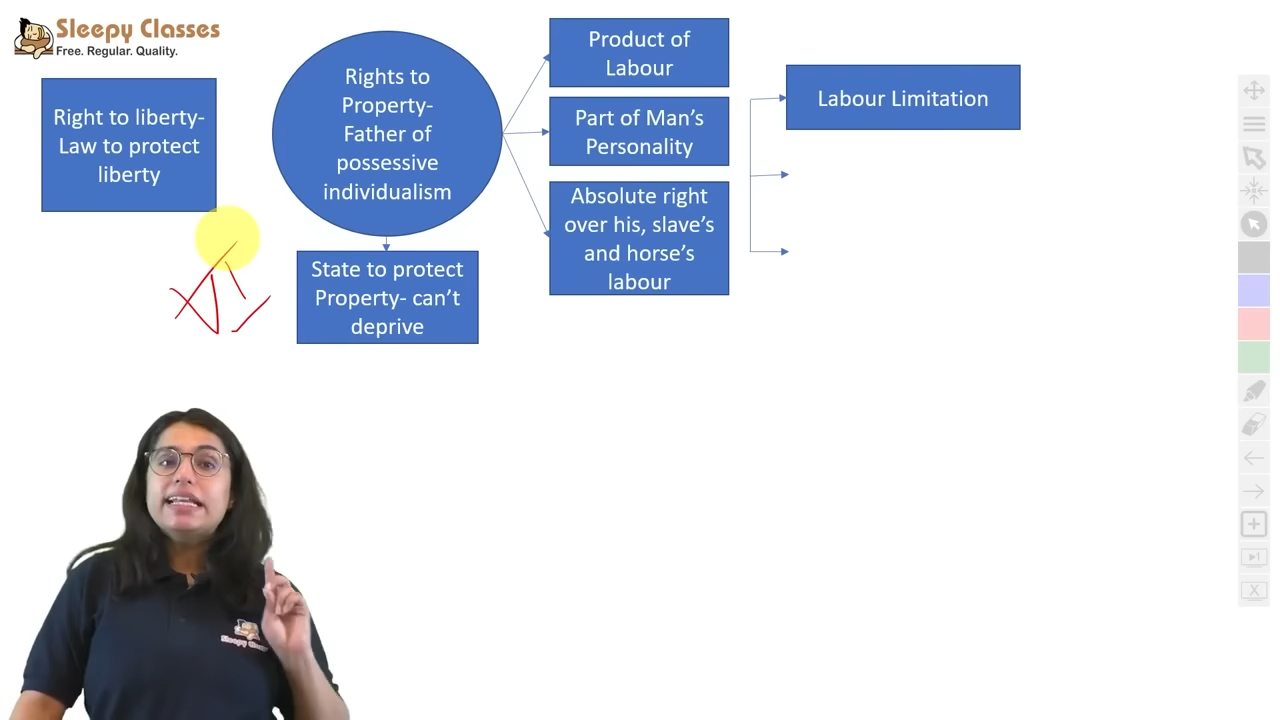 Sleepy Classes
Free. Regular. Quality.
Right to liberty-
Law to protect
liberty
Rights to
Property-
Father of
possessive
individualism
State to protect
Property- can't
deprive
Product of
Labour
Part of Man's
Personality
Absolute right
over his, slave's
and horse's
labour
Labour Limitation
Sleepy Classes